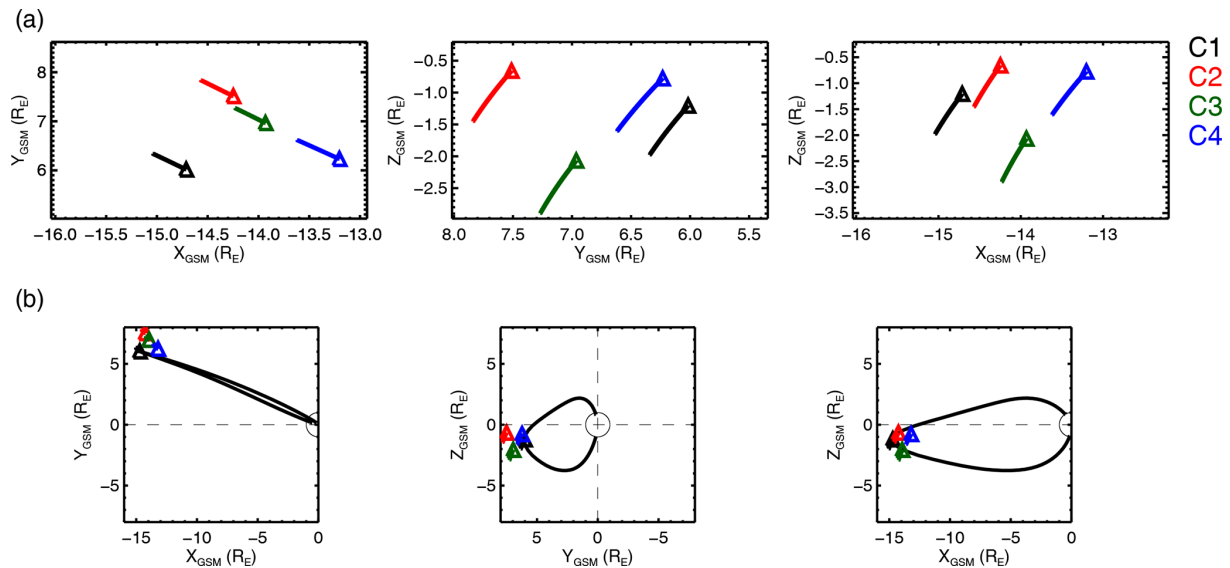 (a)
8
7
6
Y_GSM (R_E)
−16.0 −15.5 −15.0 −14.5 −14.0 −13.5 −13.0
X_GSM (R_E)
−0.5
−1.0
−1.5
−2.0
−2.5
Z_GSM (R_E)
8.0 7.5 7.0 6.5 6.0 5.5
Y_GSM (R_E)
−0.5
−1.0
−1.5
−2.0
−2.5
−3.0
−3.5
Z_GSM (R_E)
−16 −15 −14 −13
X_GSM (R_E)
C1
C2
C3
C4
(b)
5
0
−5
Y_GSM (R_E)
−15 −10 −5 0
X_GSM (R_E)
5
0
−5
Z_GSM (R_E)
5 0 −5
Y_GSM (R_E)
5
0
−5
Z_GSM (R_E)
−15 −10 −5 0
X_GSM (R_E)